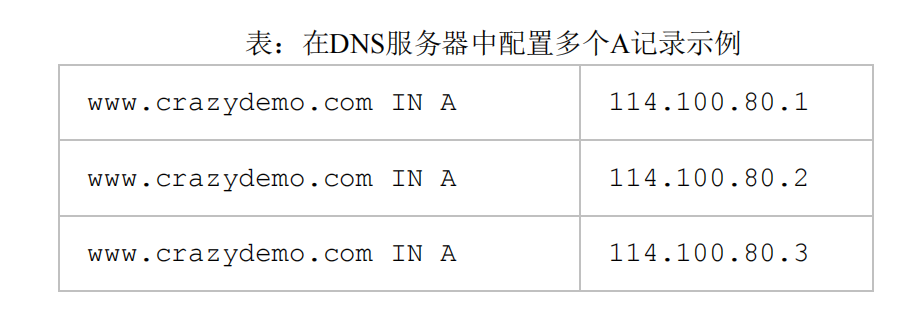 表：在DNS服务器中配置多个A记录示例
www.crazydemo.com IN A 114.100.80.1
www.crazydemo.com IN A 114.100.80.2
www.crazydemo.com IN A 114.100.80.3